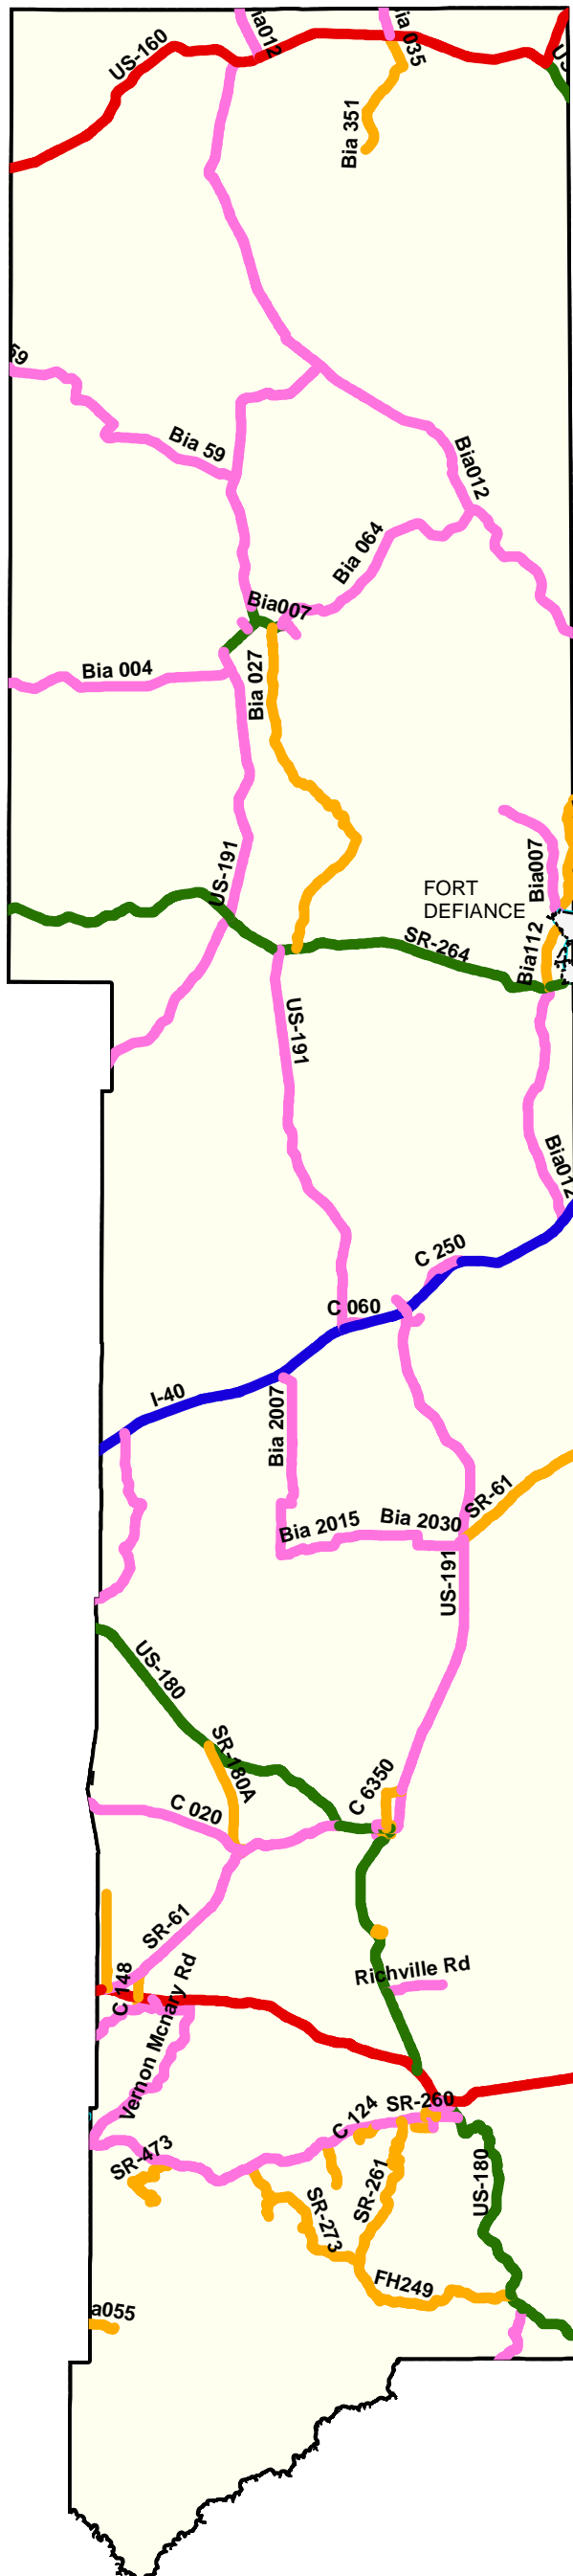 ia012
ia 035
US-160
Bia 351
59
Bia 59
Bia012
Bia 064
Bia007
Bia 004
Bia 027
US-191
Bia007
FORT
DEFIANCE
SR-264
Bia112
US-191
Bia012
C 250
C 060
I-40
Bia 2007
SR-61
Bia 2015
Bia 2030
US-191
US-180
SR-180A
C 6350
C 020
SR-61
C 148
Richville Rd
Vernon Mcnary Rd
SR-260
C 124
SR-473
SR-261
US-180
SR-273
FH249
a055